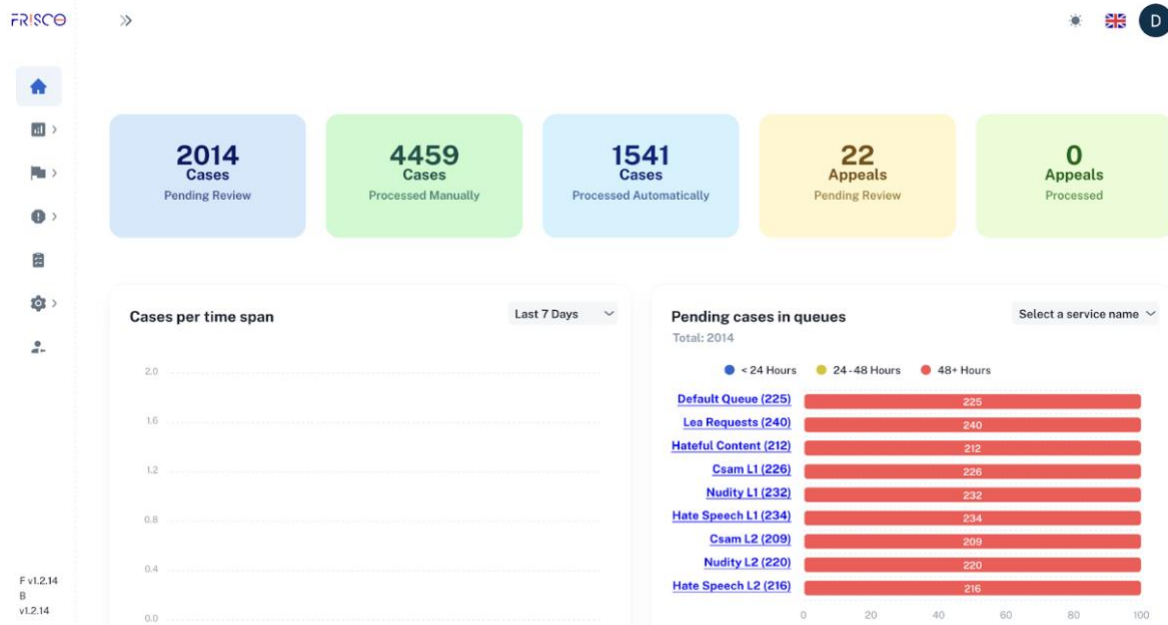 FRISCO
D
2014
Cases
Pending Review
4459
Cases
Processed Manually
1541
Cases
Processed Automatically
22
Appeals
Pending Review
0
Appeals
Processed
Cases per time span
Last 7 Days
2.0
1.6
1.2
0.8
0.4
0.0
Pending cases in queues
Select a service name
Total: 2014
< 24 Hours
24-48 Hours
48+ Hours
Default Queue (225) 225
Lea Requests (240) 240
Hateful Content (212) 212
Csam L1 (226) 226
Nudity L1 (232) 232
Hate Speech L1 (234) 234
Csam L2 (209) 209
Nudity L2 (220) 220
Hate Speech L2 (216) 216
0 20 40 60 80 100
F v1.2.14
B
v1.2.14